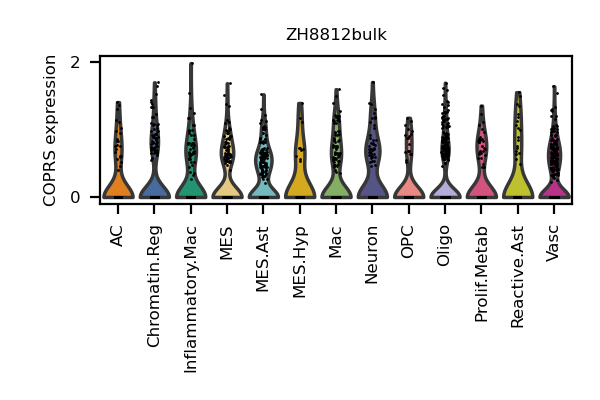 ZH8812bulk
COPRS expression
2
0
AC
Chromatin.Reg
Inflammatory.Mac
MES
MES.Ast
MES.Hyp
Mac
Neuron
OPC
Oligo
Prolif.Metab
Reactive.Ast
Vasc